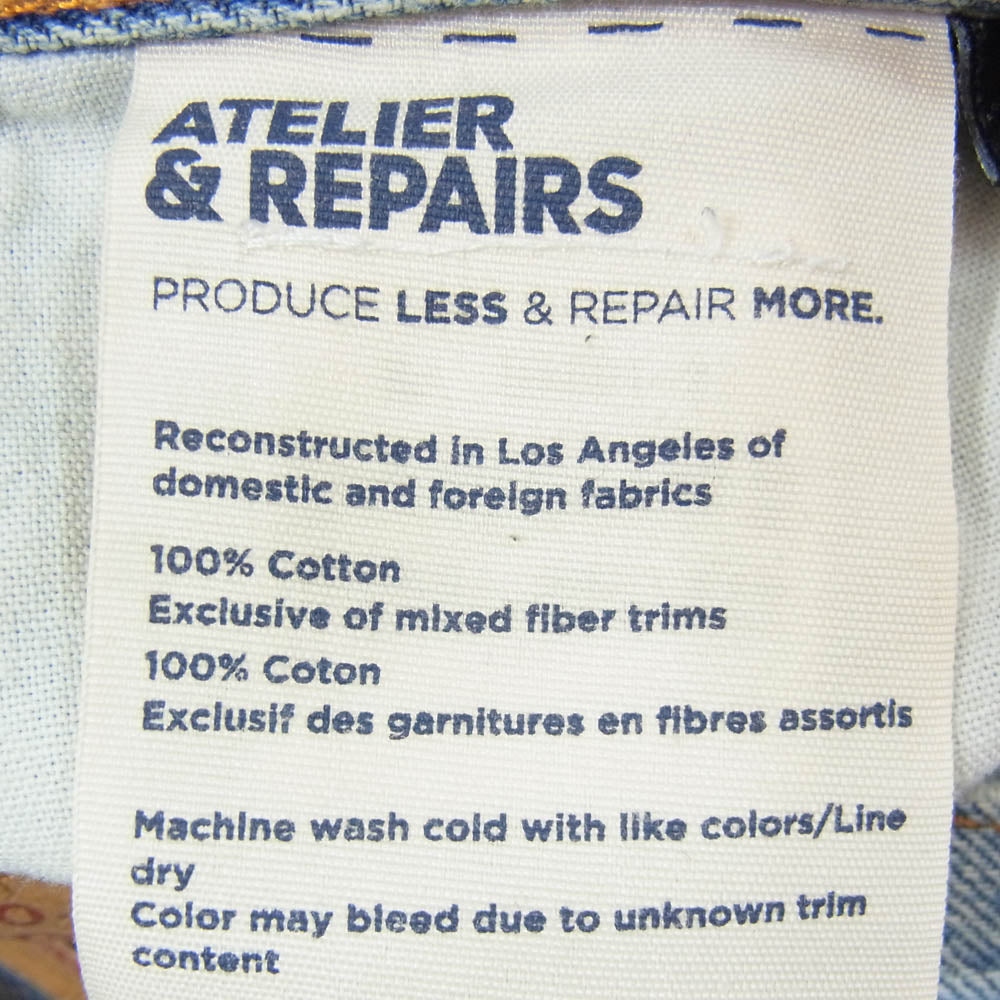 ATELIER
& REPAIRS
PRODUCE LESS & REPAIR MORE.
Reconstructed in Los Angeles of
domestic and foreign fabrics
100% Cotton
Exclusive of mixed fiber trims
100% Coton
Exclusif des garnitures en fibres assortis
Machine wash cold with like colors/Line
dry
Color may bleed due to unknown trim
content